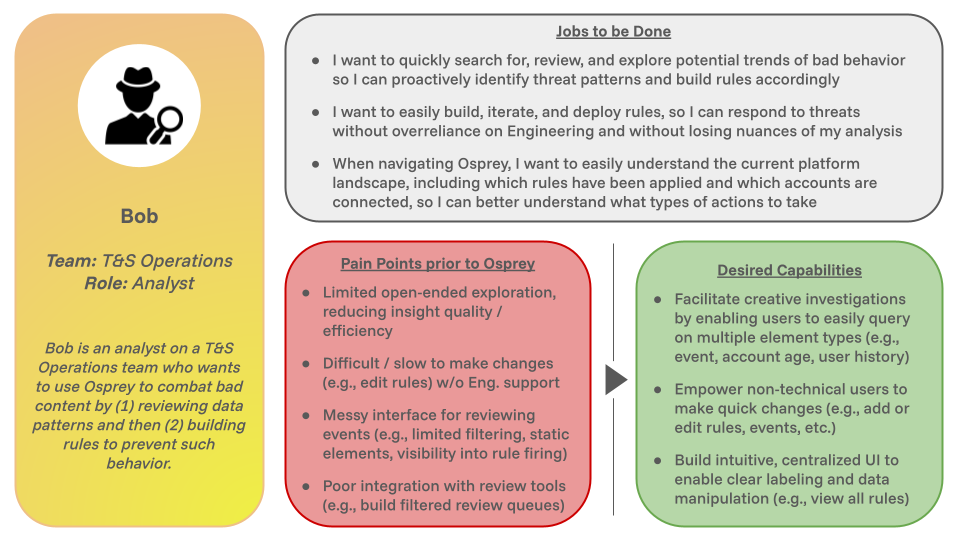 Bob
Team: T&S Operations
Role: Analyst
Bob is an analyst on a T&S
Operations team who wants
to use Osprey to combat bad
content by (1) reviewing data
patterns and then (2) building
rules to prevent such
behavior.
Jobs to be Done
● I want to quickly search for, review, and explore potential trends of bad behavior
so I can proactively identify threat patterns and build rules accordingly
● I want to easily build, iterate, and deploy rules, so I can respond to threats
without overreliance on Engineering and without losing nuances of my analysis
● When navigating Osprey, I want to easily understand the current platform
landscape, including which rules have been applied and which accounts are
connected, so I can better understand what types of actions to take
Pain Points prior to Osprey
● Limited open-ended exploration,
reducing insight quality /
efficiency
● Difficult / slow to make changes
(e.g., edit rules) w/o Eng. support
● Messy interface for reviewing
events (e.g., limited filtering, static
elements, visibility into rule firing)
● Poor integration with review tools
(e.g., build filtered review queues)
Desired Capabilities
● Facilitate creative investigations
by enabling users to easily query
on multiple element types (e.g.,
event, account age, user history)
● Empower non-technical users to
make quick changes (e.g., add or
edit rules, events, etc.)
● Build intuitive, centralized UI to
enable clear labeling and data
manipulation (e.g., view all rules)